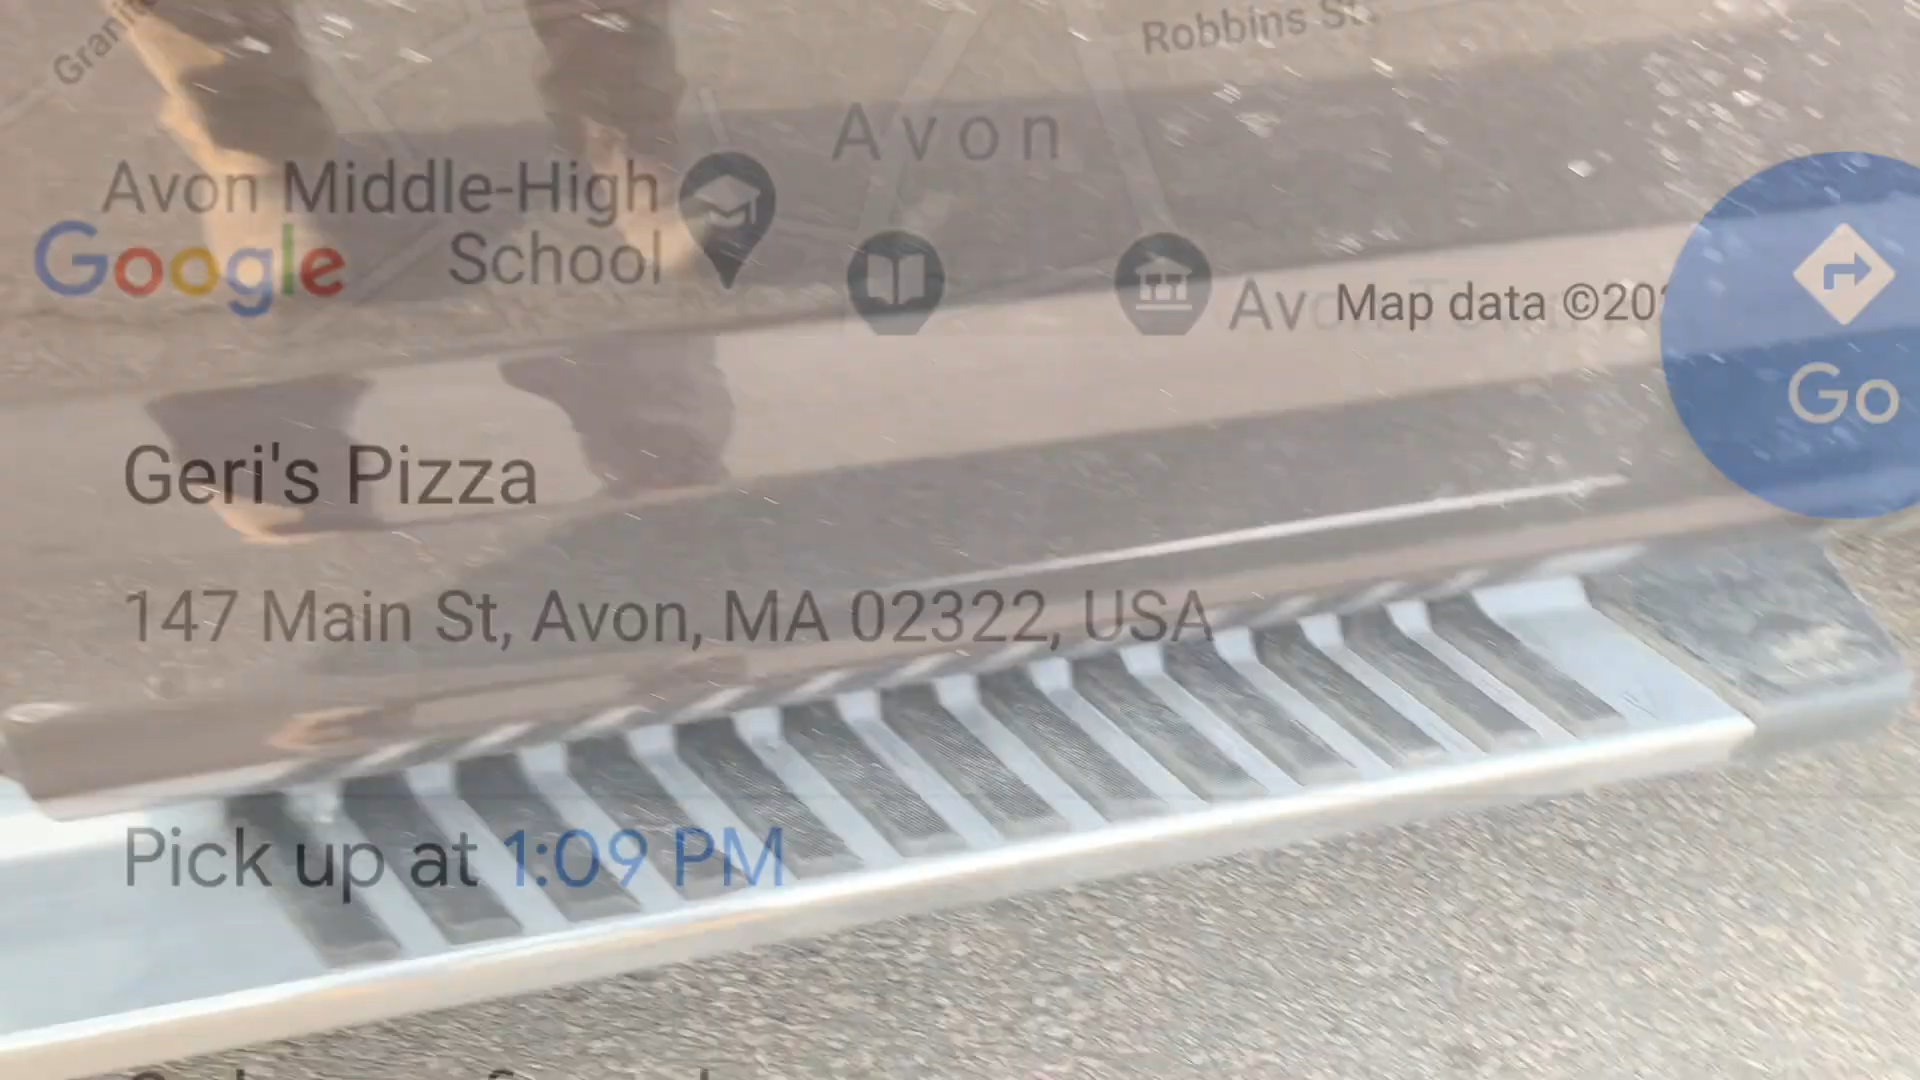 Robbins St.
Avon
Avon Middle-High
School
Google
Map data ©20
Go
Geri's Pizza
147 Main St, Avon, MA 02322, USA
Pick up at 1:09 PM